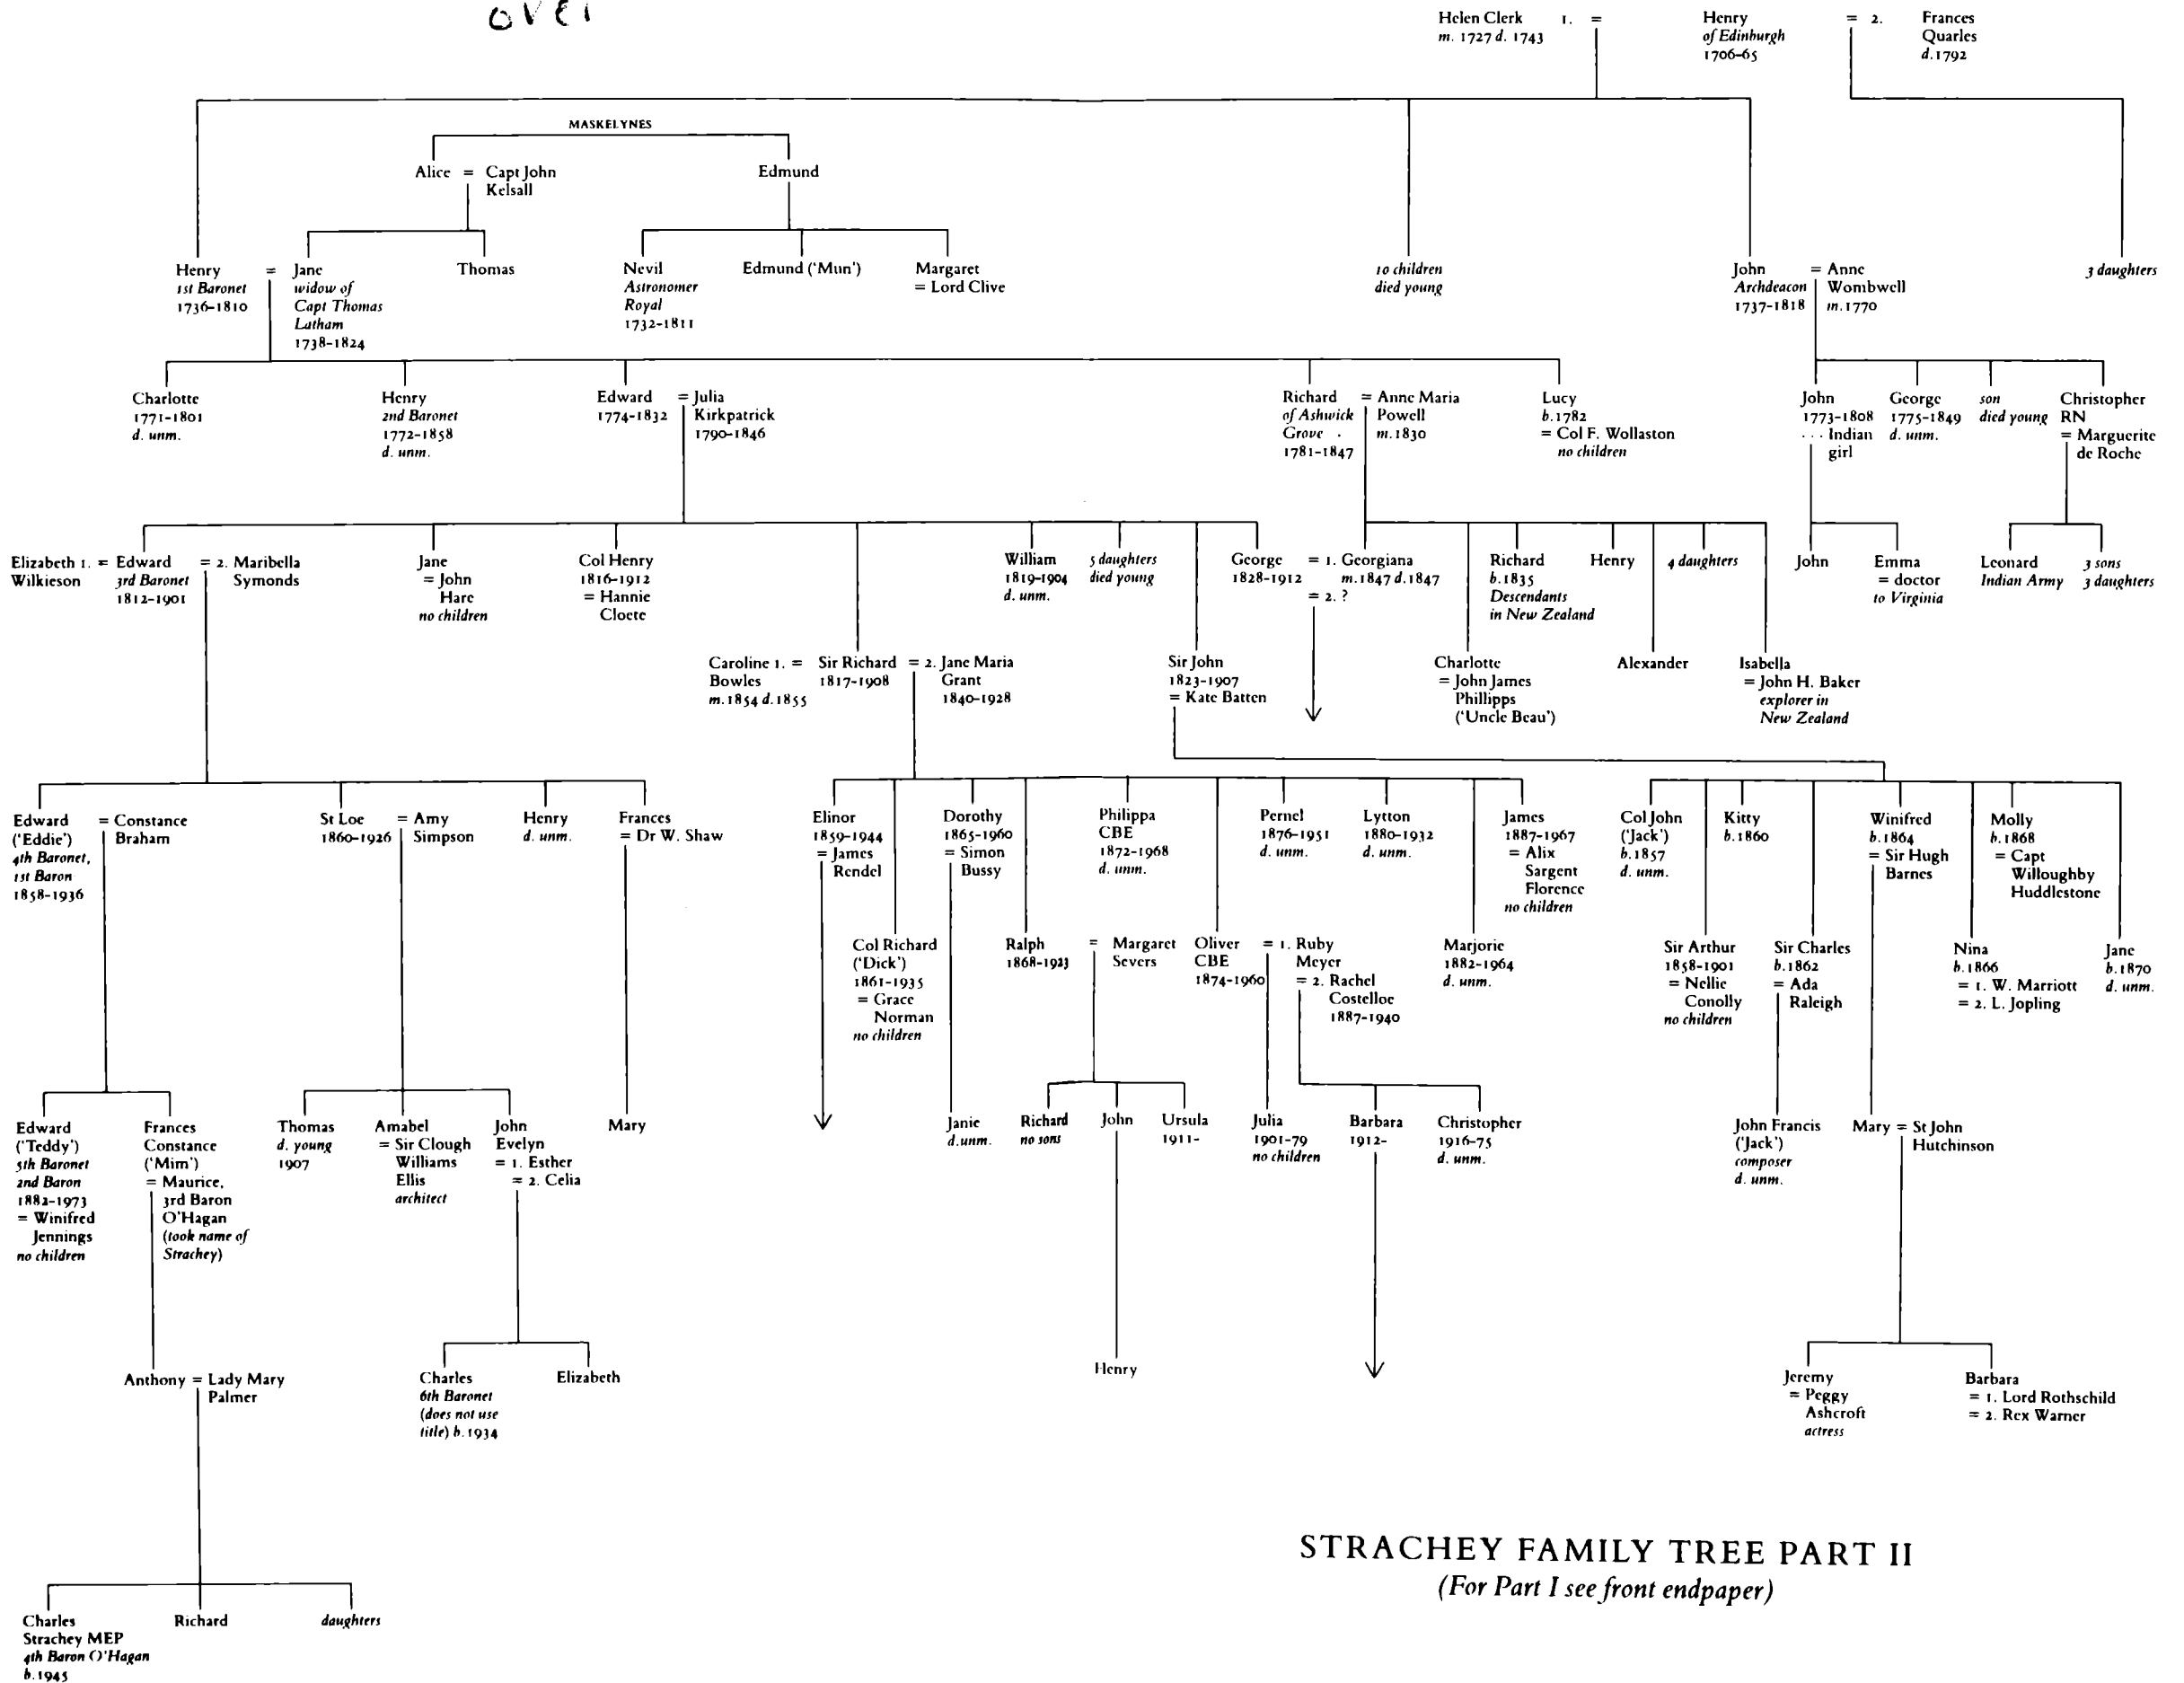 over
Helen Clerk 1. = Henry = 2. Frances
m. 1727 d. 1743 of Edinburgh Quarles
1706-65 d.1792
MASKELYNES
Alice = Capt John Edmund
Kelsall
Henry = Jane Thomas Nevil Edmund ('Mun') Margaret 10 children John = Anne 3 daughters
1st Baronet widow of Astronomer = Lord Clive died young Archdeacon Wombwell
1736-1810 Capt Thomas Royal 1737-1818 m.1770
Latham 1732-1811
1738-1824
Charlotte Henry Edward = Julia Richard = Anne Maria Lucy John George son Christopher
1771-1801 2nd Baronet 1774-1832 Kirkpatrick of Ashwick Powell b.1782 1773-1808 1775-1849 died young RN
d. unm. 1772-1858 1790-1846 Grove m.1830 = Col F. Wollaston ... Indian d. unm. = Marguerite
d. unm. 1781-1847 no children girl de Roche
Elizabeth 1. = Edward = 2. Maribella Jane Col Henry William 5 daughters George = 1. Georgiana Richard Henry 4 daughters John Emma Leonard 3 sons
Wilkieson 3rd Baronet Symonds = John 1816-1912 1819-1904 died young 1828-1912 m.1847 d.1847 b.1835 = doctor Indian Army 3 daughters
1812-1901 Hare = Hannie d. unm. = 2. ? Descendants to Virginia
no children Cloete in New Zealand
Caroline 1. = Sir Richard = 2. Jane Maria Sir John Charlotte Alexander Isabella
Bowles 1817-1908 Grant 1823-1907 = John James = John H. Baker
m.1854 d.1855 1840-1928 = Kate Batten Phillipps explorer in
('Uncle Beau') New Zealand
Edward = Constance St Loe = Amy Henry Frances Elinor Dorothy Philippa Pernel Lytton James Col John Kitty Winifred Molly
('Eddie') Braham 1860-1926 Simpson d. unm. = Dr W. Shaw 1859-1944 1865-1960 CBE 1876-1951 1880-1932 1887-1967 ('Jack') b.1860 b.1864 b.1868
4th Baronet, = James = Simon 1872-1968 d. unm. d. unm. = Alix b.1857 = Sir Hugh = Capt
1st Baron Rendel Bussy d. unm. Sargent d. unm. Barnes Willoughby
1858-1936 Florence Huddlestone
no children
Col Richard Ralph = Margaret Oliver = 1. Ruby Marjorie Sir Arthur Sir Charles Nina Jane
('Dick') 1868-1923 Severs CBE Meyer 1882-1964 1858-1901 b.1862 b.1866 b.1870
1861-1935 1874-1960 = 2. Rachel d. unm. = Nellie = Ada = 1. W. Marriott d. unm.
= Grace Costelloe Conolly Raleigh = 2. L. Jopling
Norman 1887-1940 no children
no children
Edward Frances Thomas Amabel John Mary Janie Richard John Ursula Julia Barbara Christopher John Francis Mary = St John
('Teddy') Constance d. young = Sir Clough Evelyn d.unm. no sons 1911- 1901-79 1912- 1916-75 ('Jack') Hutchinson
5th Baronet ('Mim') 1907 Williams = 1. Esther no children d. unm. composer
2nd Baron = Maurice, Ellis = 2. Celia d. unm.
1882-1973 3rd Baron architect
= Winifred O'Hagan
Jennings (took name of
no children Strachey)
Anthony = Lady Mary Charles Elizabeth Henry Jeremy Barbara
Palmer 6th Baronet = Peggy = 1. Lord Rothschild
(does not use Ashcroft = 2. Rex Warner
title) b.1934 actress
STRACHEY FAMILY TREE PART II
(For Part I see front endpaper)
Charles Richard daughters
Strachey MEP
4th Baron O'Hagan
b.1945